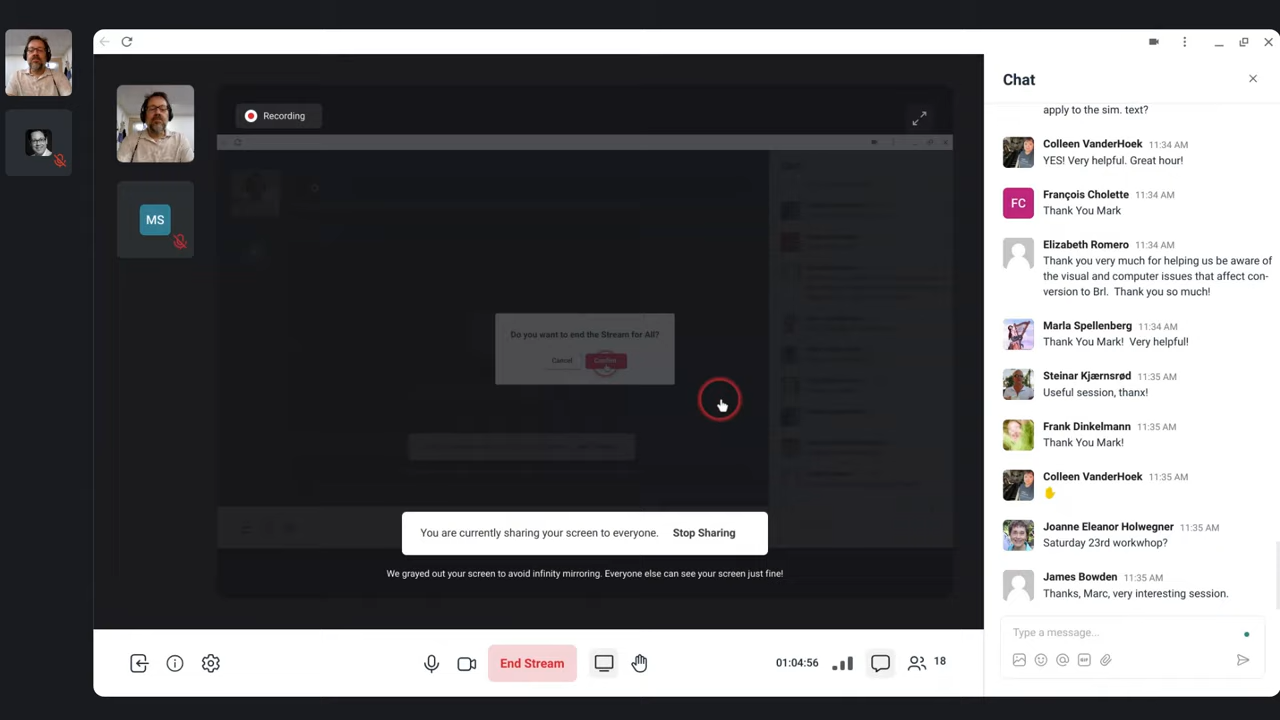 Recording
MS
Do you want to end the Stream for All?
Cancel
Confirm
You are currently sharing your screen to everyone. Stop Sharing
We grayed out your screen to avoid infinity mirroring. Everyone else can see your screen just fine!
End Stream
01:04:56
18
Chat
apply to the sim. text?
Colleen VanderHoek 11:34 AM
YES! Very helpful. Great hour!
FC
François Cholette 11:34 AM
Thank You Mark
Elizabeth Romero 11:34 AM
Thank you very much for helping us be aware of
the visual and computer issues that affect con-
version to Brl. Thank you so much!
Marla Spellenberg 11:34 AM
Thank You Mark! Very helpful!
Steinar Kjærnsrød 11:35 AM
Useful session, thanx!
Frank Dinkelmann 11:35 AM
Thank You Mark!
Colleen VanderHoek 11:35 AM
Joanne Eleanor Holwegner 11:35 AM
Saturday 23rd workwhop?
James Bowden 11:35 AM
Thanks, Marc, very interesting session.
Type a message...
GIF